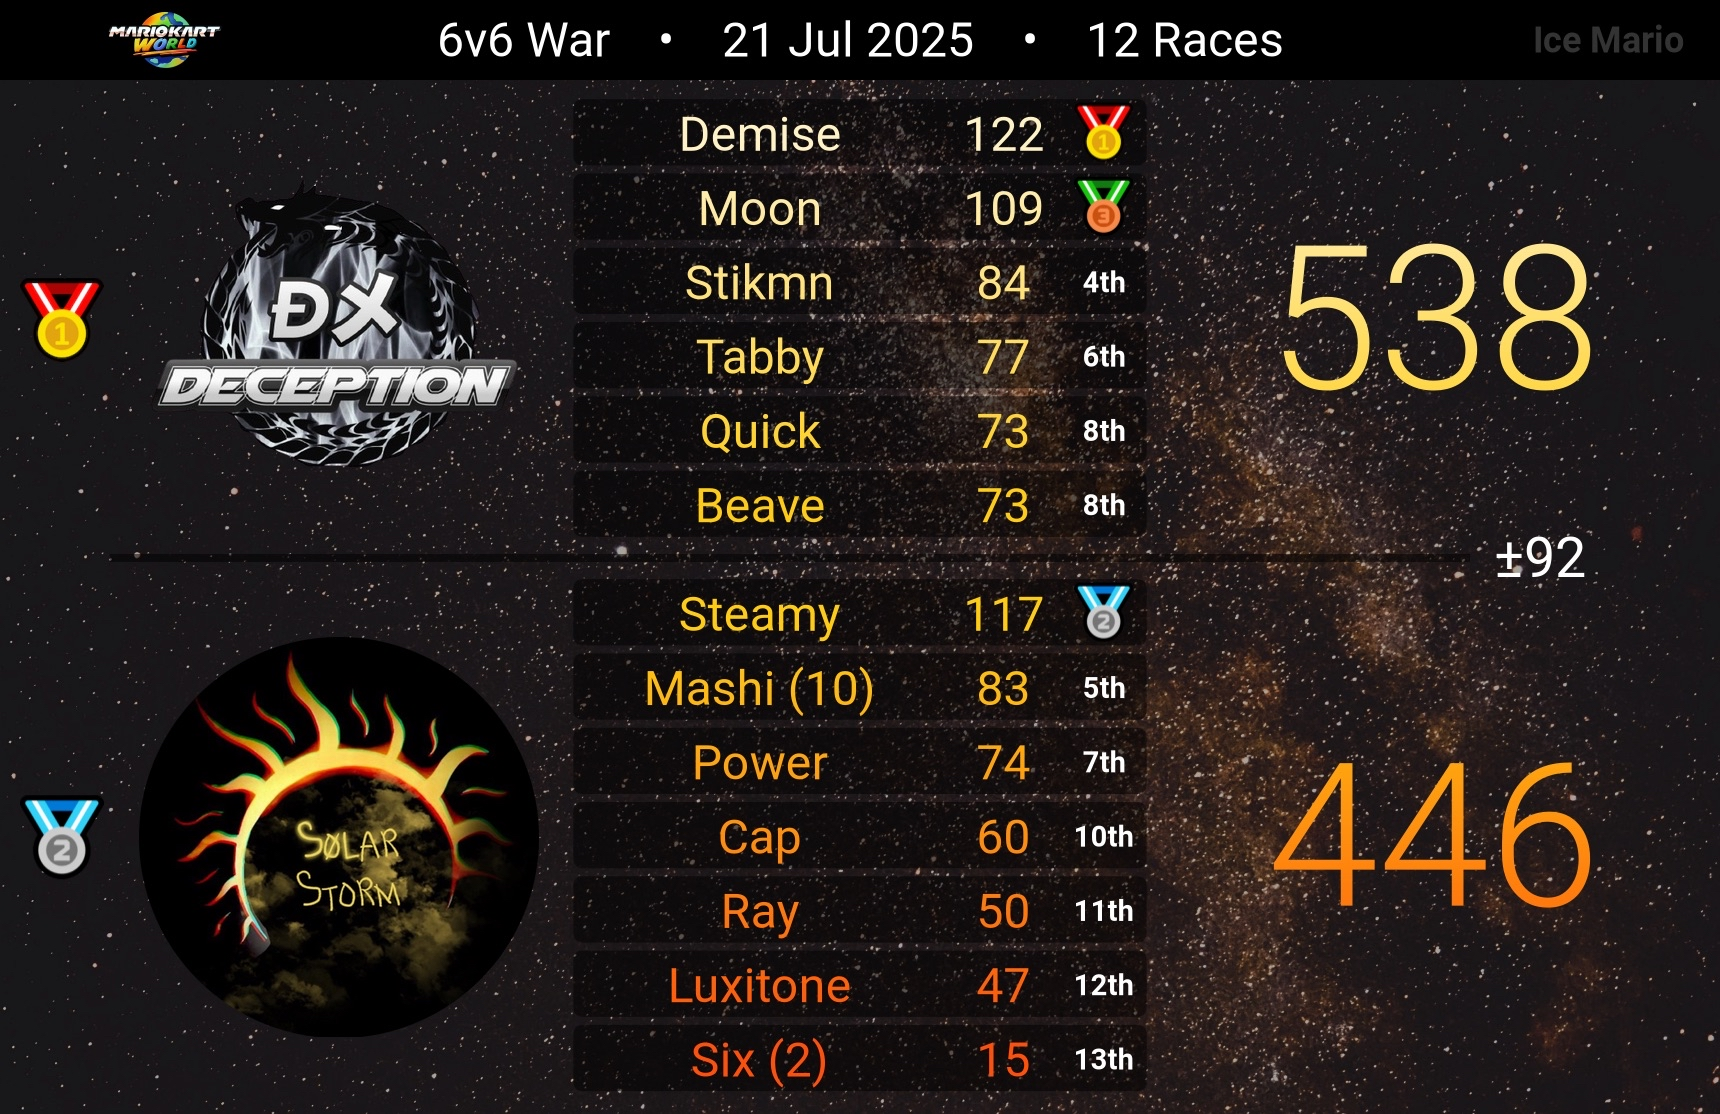 MARIOKART WORLD
6v6 War • 21 Jul 2025 • 12 Races
Ice Mario
1
ĐX
DECEPTION
Demise 122 1
Moon 109 3
Stikmn 84 4th
Tabby 77 6th
Quick 73 8th
Beave 73 8th
538
±92
2
SØLAR
STORM
Steamy 117 2
Mashi (10) 83 5th
Power 74 7th
Cap 60 10th
Ray 50 11th
Luxitone 47 12th
Six (2) 15 13th
446